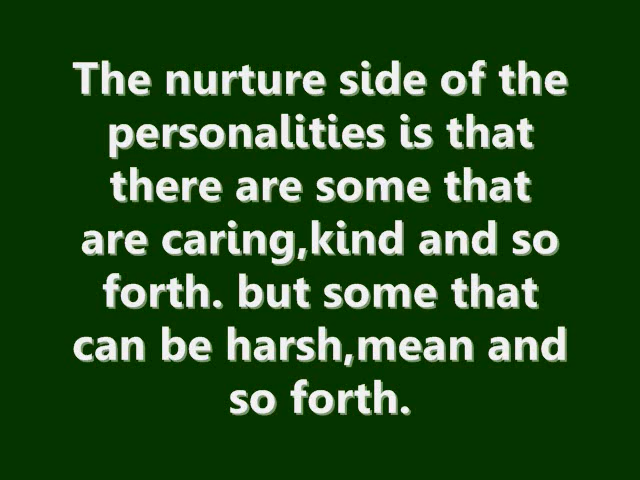 The nurture side of the
personalities is that
there are some that
are caring,kind and so
forth. but some that
can be harsh,mean and
so forth.